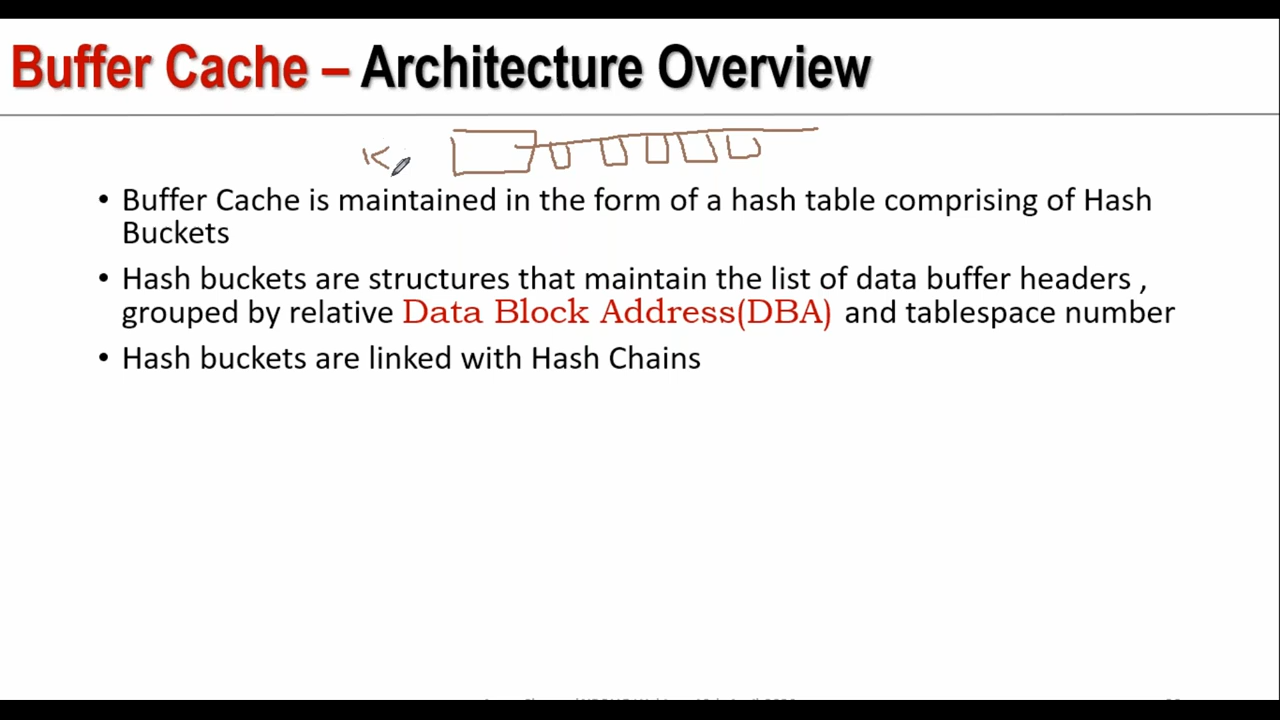 Buffer Cache – Architecture Overview
K
• Buffer Cache is maintained in the form of a hash table comprising of Hash
Buckets
• Hash buckets are structures that maintain the list of data buffer headers ,
grouped by relative Data Block Address(DBA) and tablespace number
• Hash buckets are linked with Hash Chains